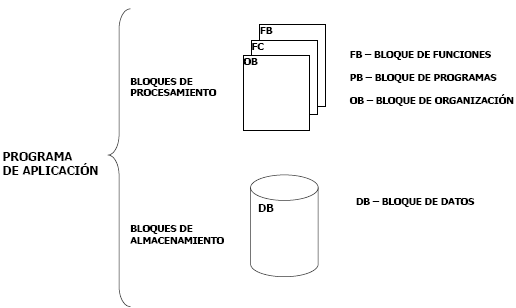 PROGRAMA
DE APLICACIÓN
BLOQUES DE
PROCESAMIENTO
FB
FC
OB
FB – BLOQUE DE FUNCIONES
PB – BLOQUE DE PROGRAMAS
OB – BLOQUE DE ORGANIZACIÓN
BLOQUES DE
ALMACENAMIENTO
DB
DB – BLOQUE DE DATOS